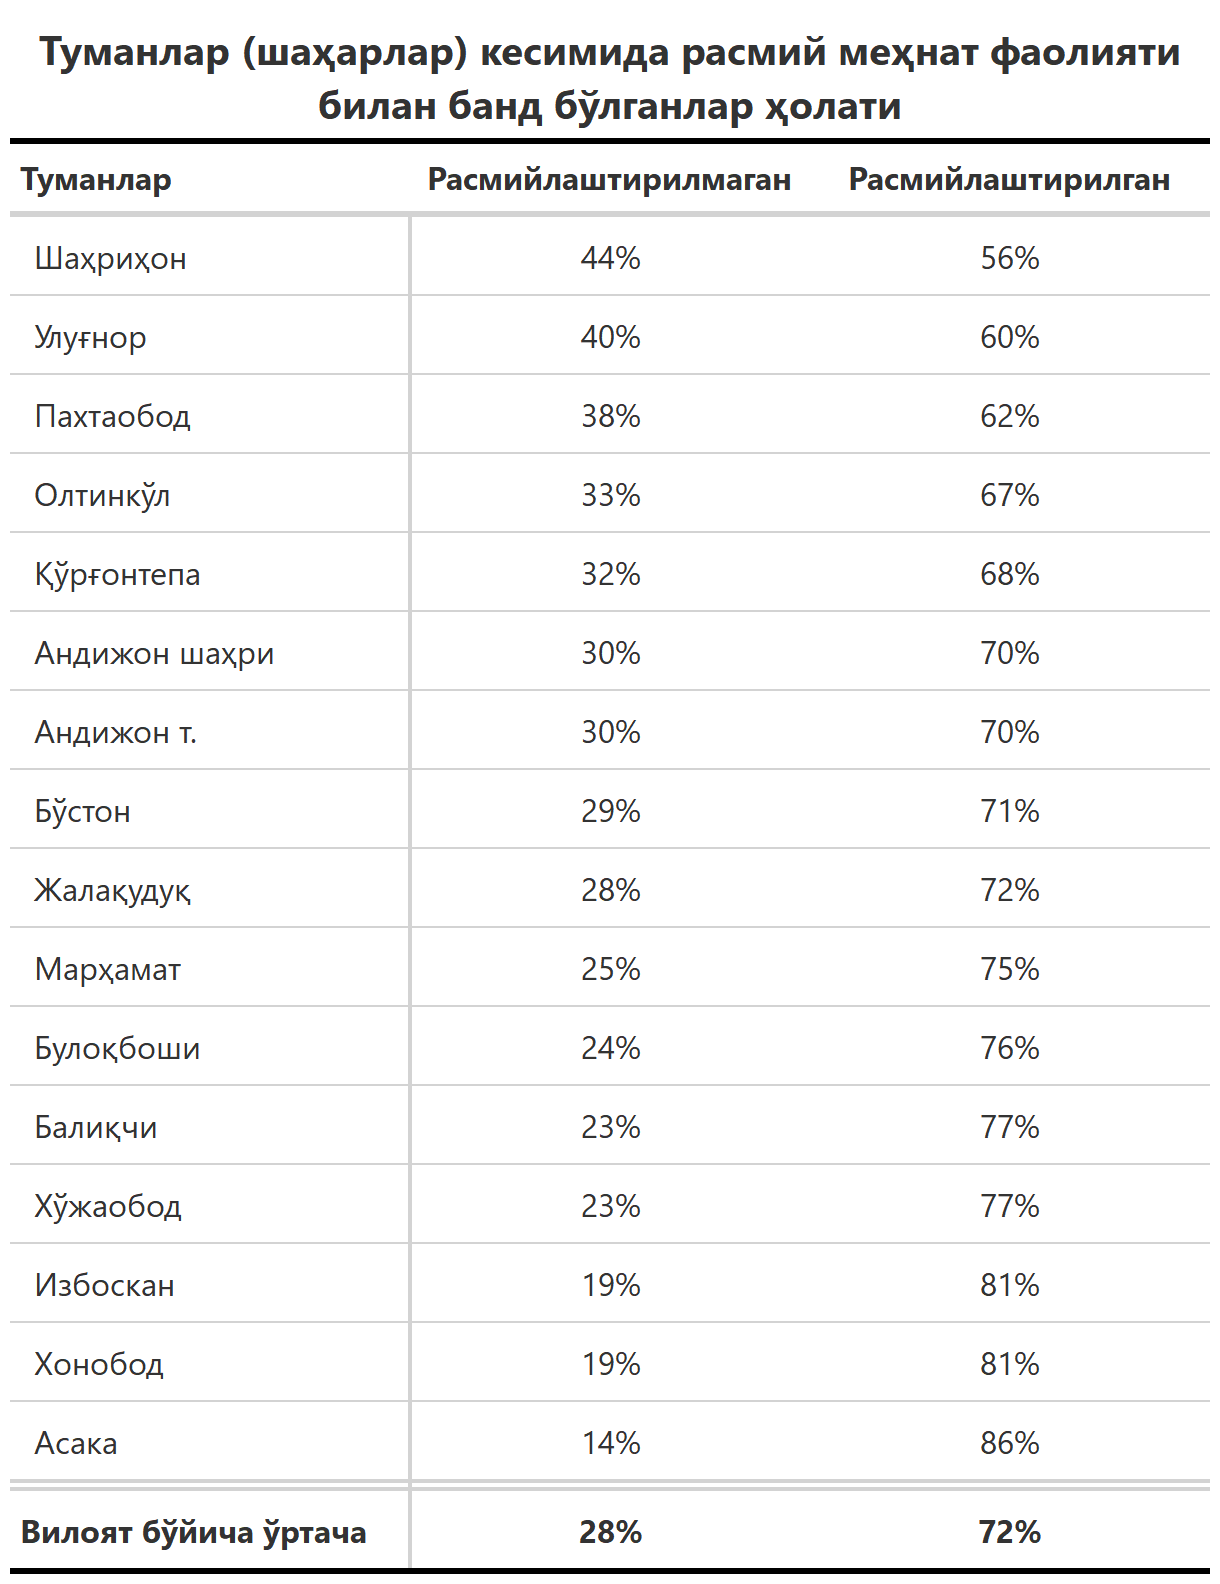 Туманлар (шаҳарлар) кесимида расмий меҳнат фаолияти
билан банд бўлганлар ҳолати
Туманлар Расмийлаштирилмаган Расмийлаштирилган
Шаҳриҳон 44% 56%
Улуғнор 40% 60%
Пахтаобод 38% 62%
Олтинкўл 33% 67%
Қўрғонтепа 32% 68%
Андижон шаҳри 30% 70%
Андижон т. 30% 70%
Бўстон 29% 71%
Жалақудуқ 28% 72%
Марҳамат 25% 75%
Булоқбоши 24% 76%
Балиқчи 23% 77%
Хўжаобод 23% 77%
Избоскан 19% 81%
Хонобод 19% 81%
Асака 14% 86%
Вилоят бўйича ўртача 28% 72%